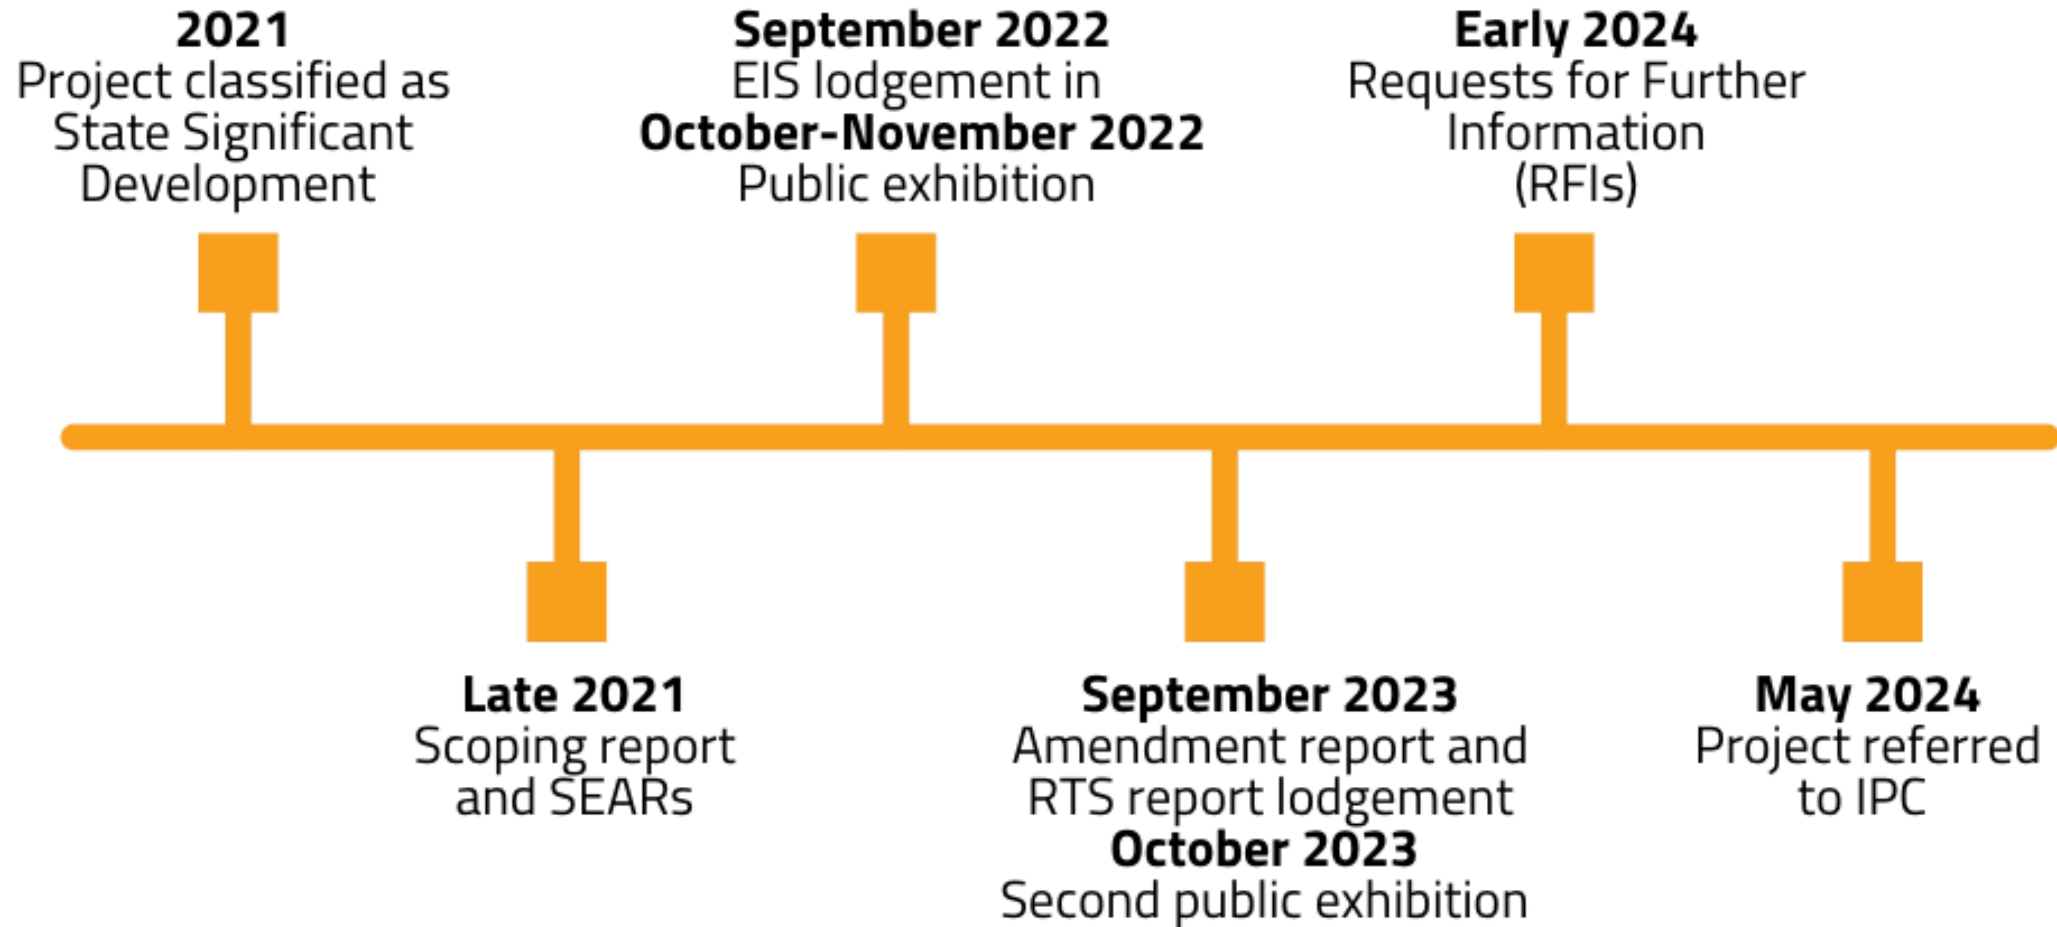 2021
Project classified as
State Significant
Development
September 2022
EIS lodgement in
October-November 2022
Public exhibition
Early 2024
Requests for Further
Information
(RFIs)
Late 2021
Scoping report
and SEARs
September 2023
Amendment report and
RTS report lodgement
October 2023
Second public exhibition
May 2024
Project referred
to IPC